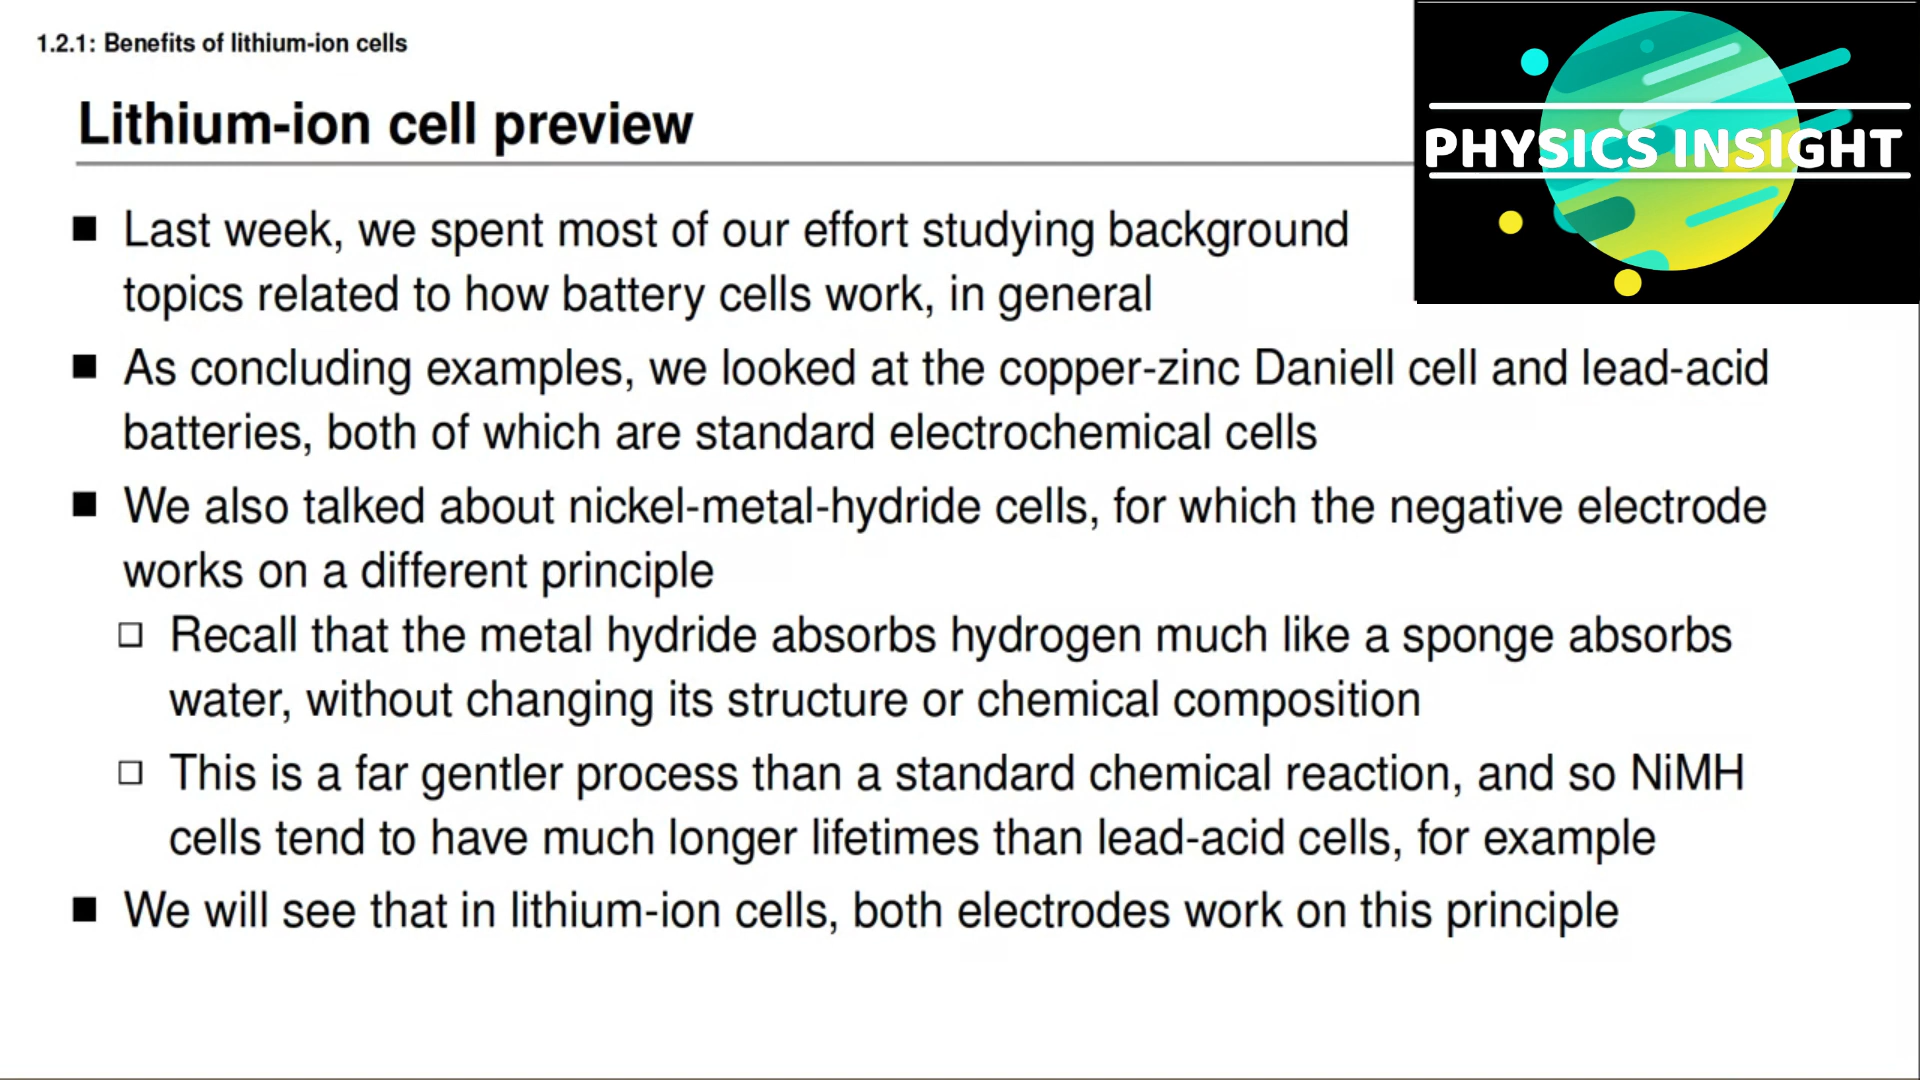 1.2.1: Benefits of lithium-ion cells
Lithium-ion cell preview
PHYSICS INSIGHT
Last week, we spent most of our effort studying background
topics related to how battery cells work, in general
As concluding examples, we looked at the copper-zinc Daniell cell and lead-acid
batteries, both of which are standard electrochemical cells
We also talked about nickel-metal-hydride cells, for which the negative electrode
works on a different principle
Recall that the metal hydride absorbs hydrogen much like a sponge absorbs
water, without changing its structure or chemical composition
This is a far gentler process than a standard chemical reaction, and so NiMH
cells tend to have much longer lifetimes than lead-acid cells, for example
We will see that in lithium-ion cells, both electrodes work on this principle